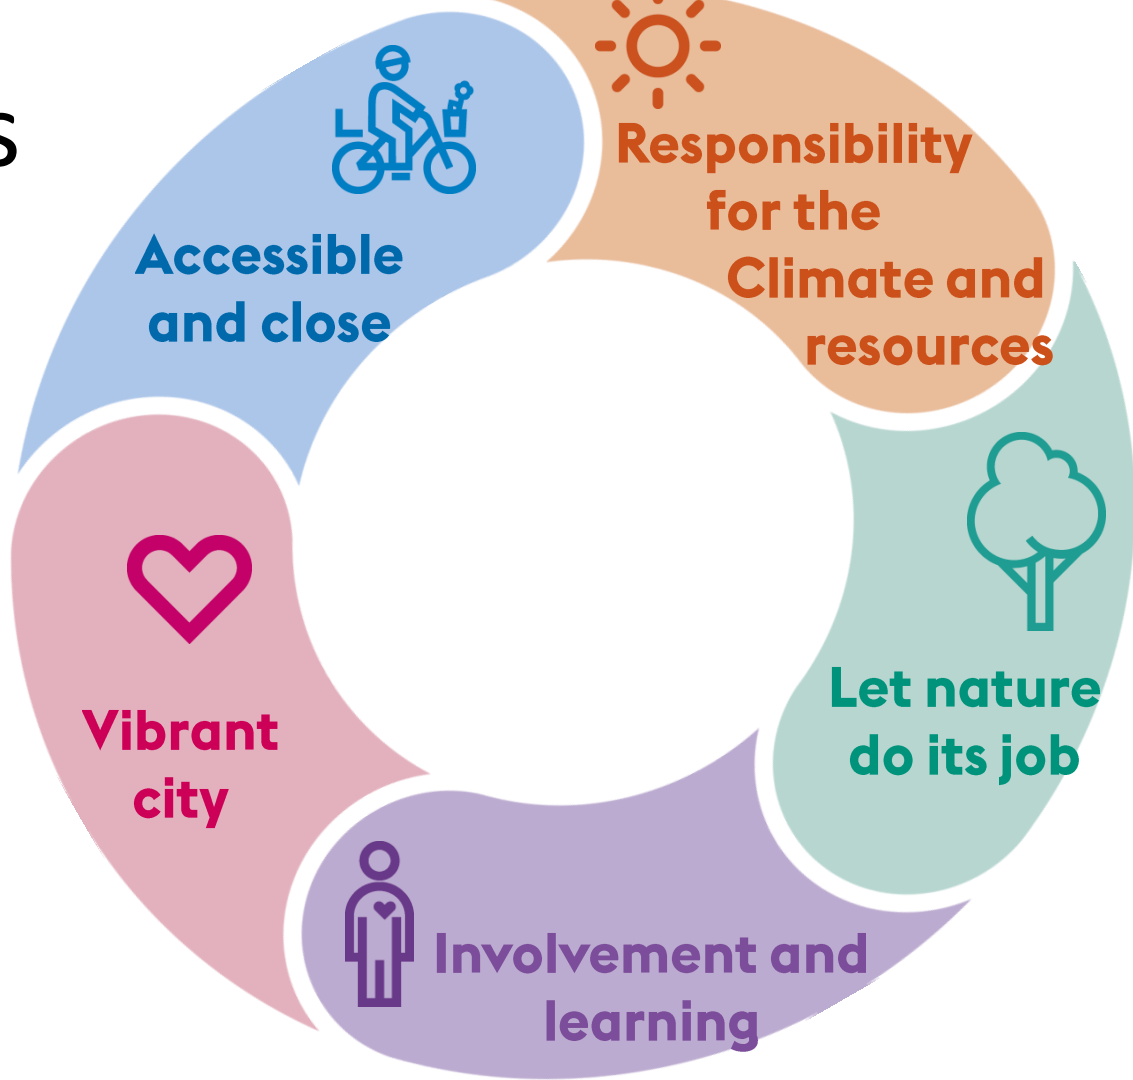 s
Responsibility
for the
Climate and
resources
Accessible
and close
Let nature
do its job
Vibrant
city
Involvement and
learning